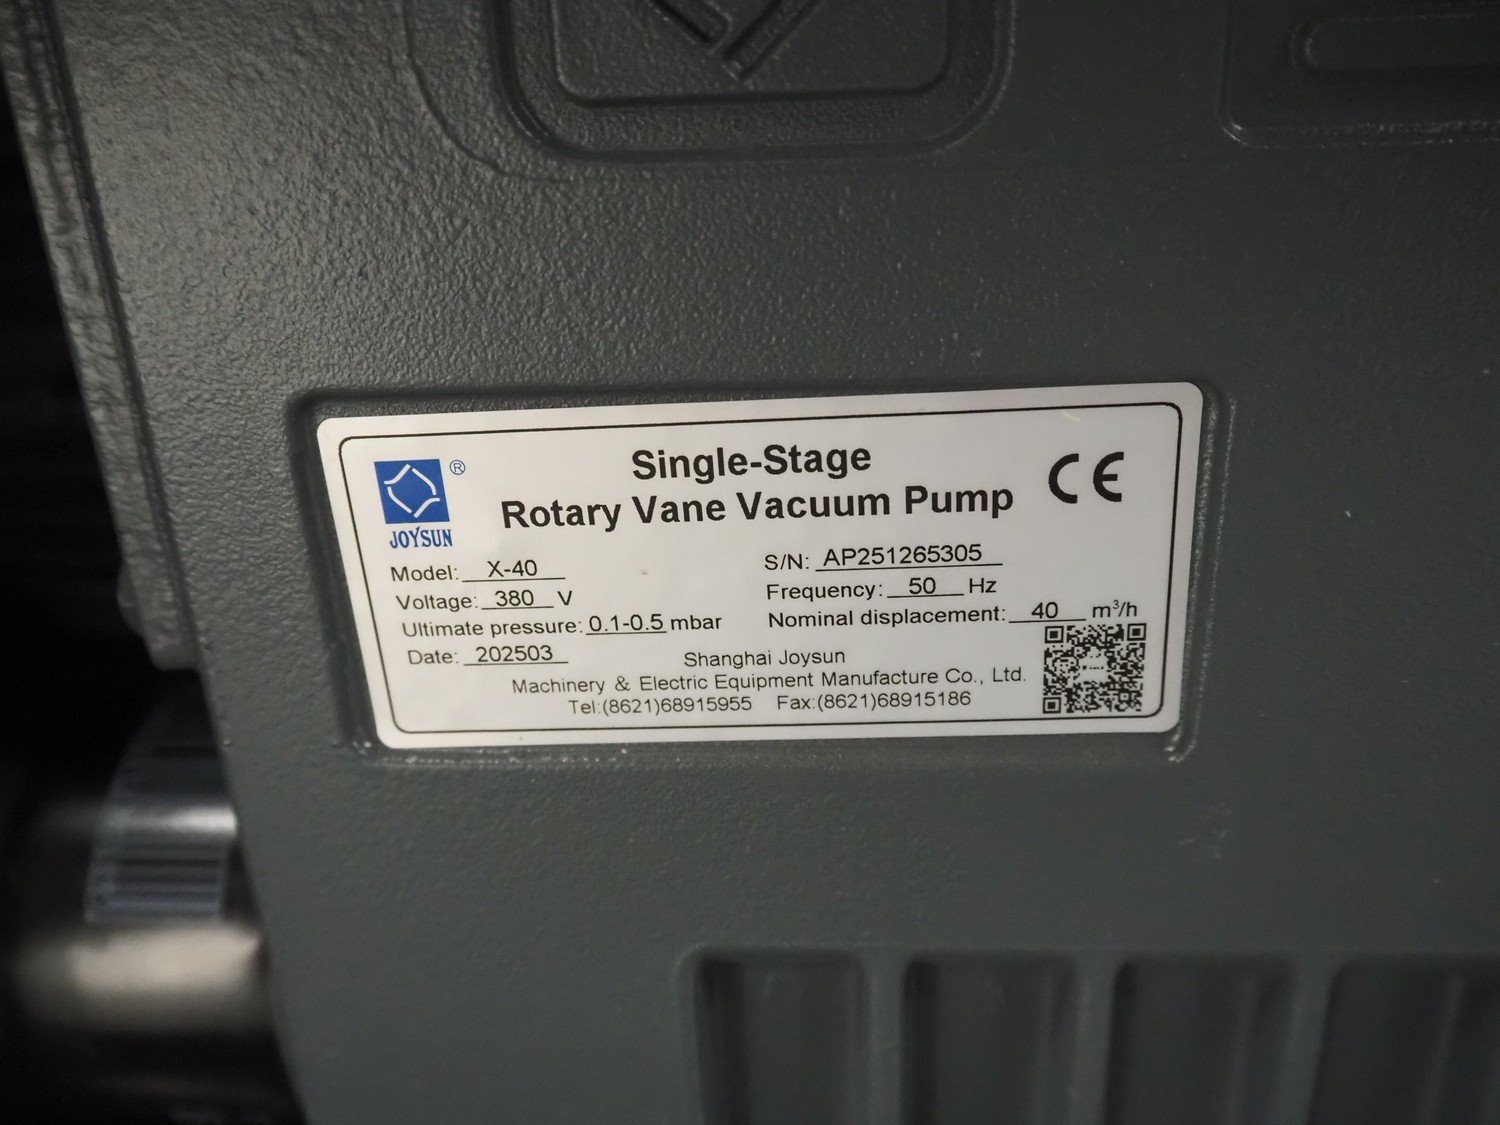 Single-Stage
Rotary Vane Vacuum Pump
CE
®
JOYSUN
Model: X-40
S/N: AP251265305
Voltage: 380 V
Frequency: 50 Hz
Ultimate pressure: 0.1-0.5 mbar
Nominal displacement: 40 m³/h
Date: 202503
Shanghai Joysun
Machinery & Electric Equipment Manufacture Co., Ltd.
Tel:(8621)68915955 Fax:(8621)68915186